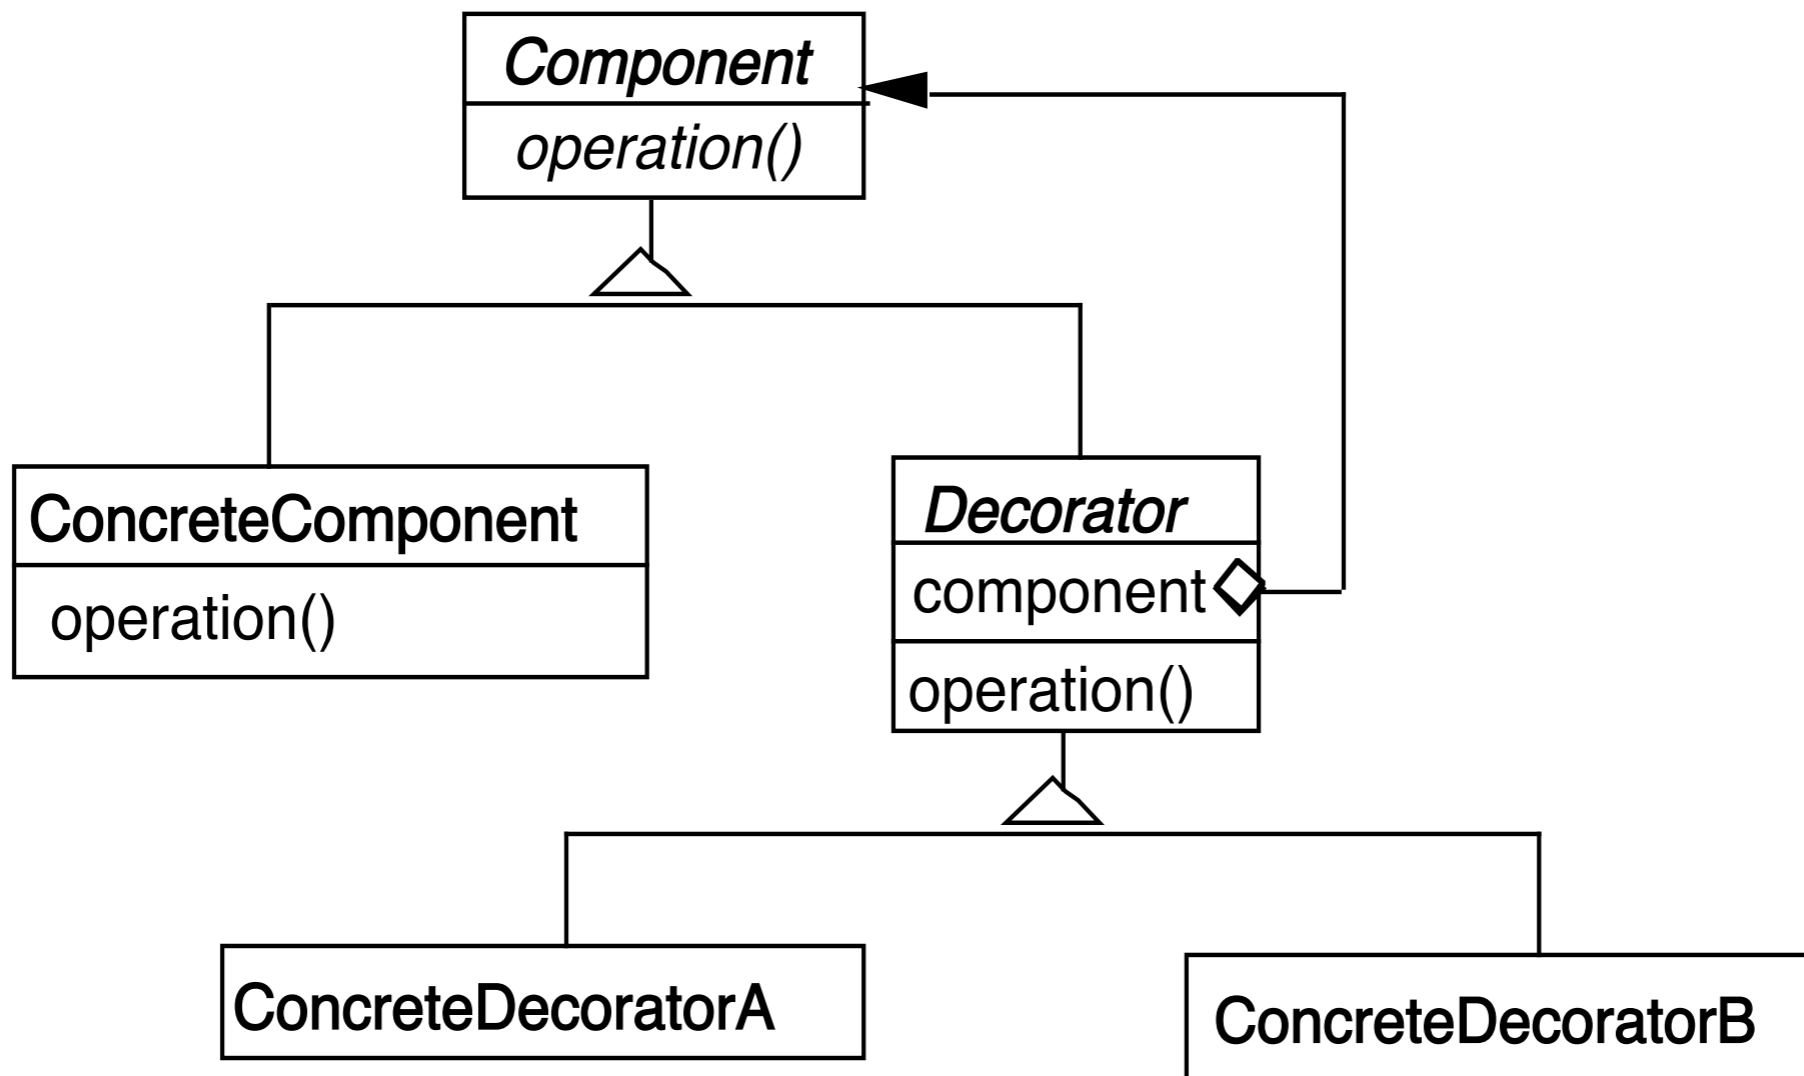 Component
operation()
ConcreteComponent
operation()
Decorator
component
operation()
ConcreteDecoratorA
ConcreteDecoratorB